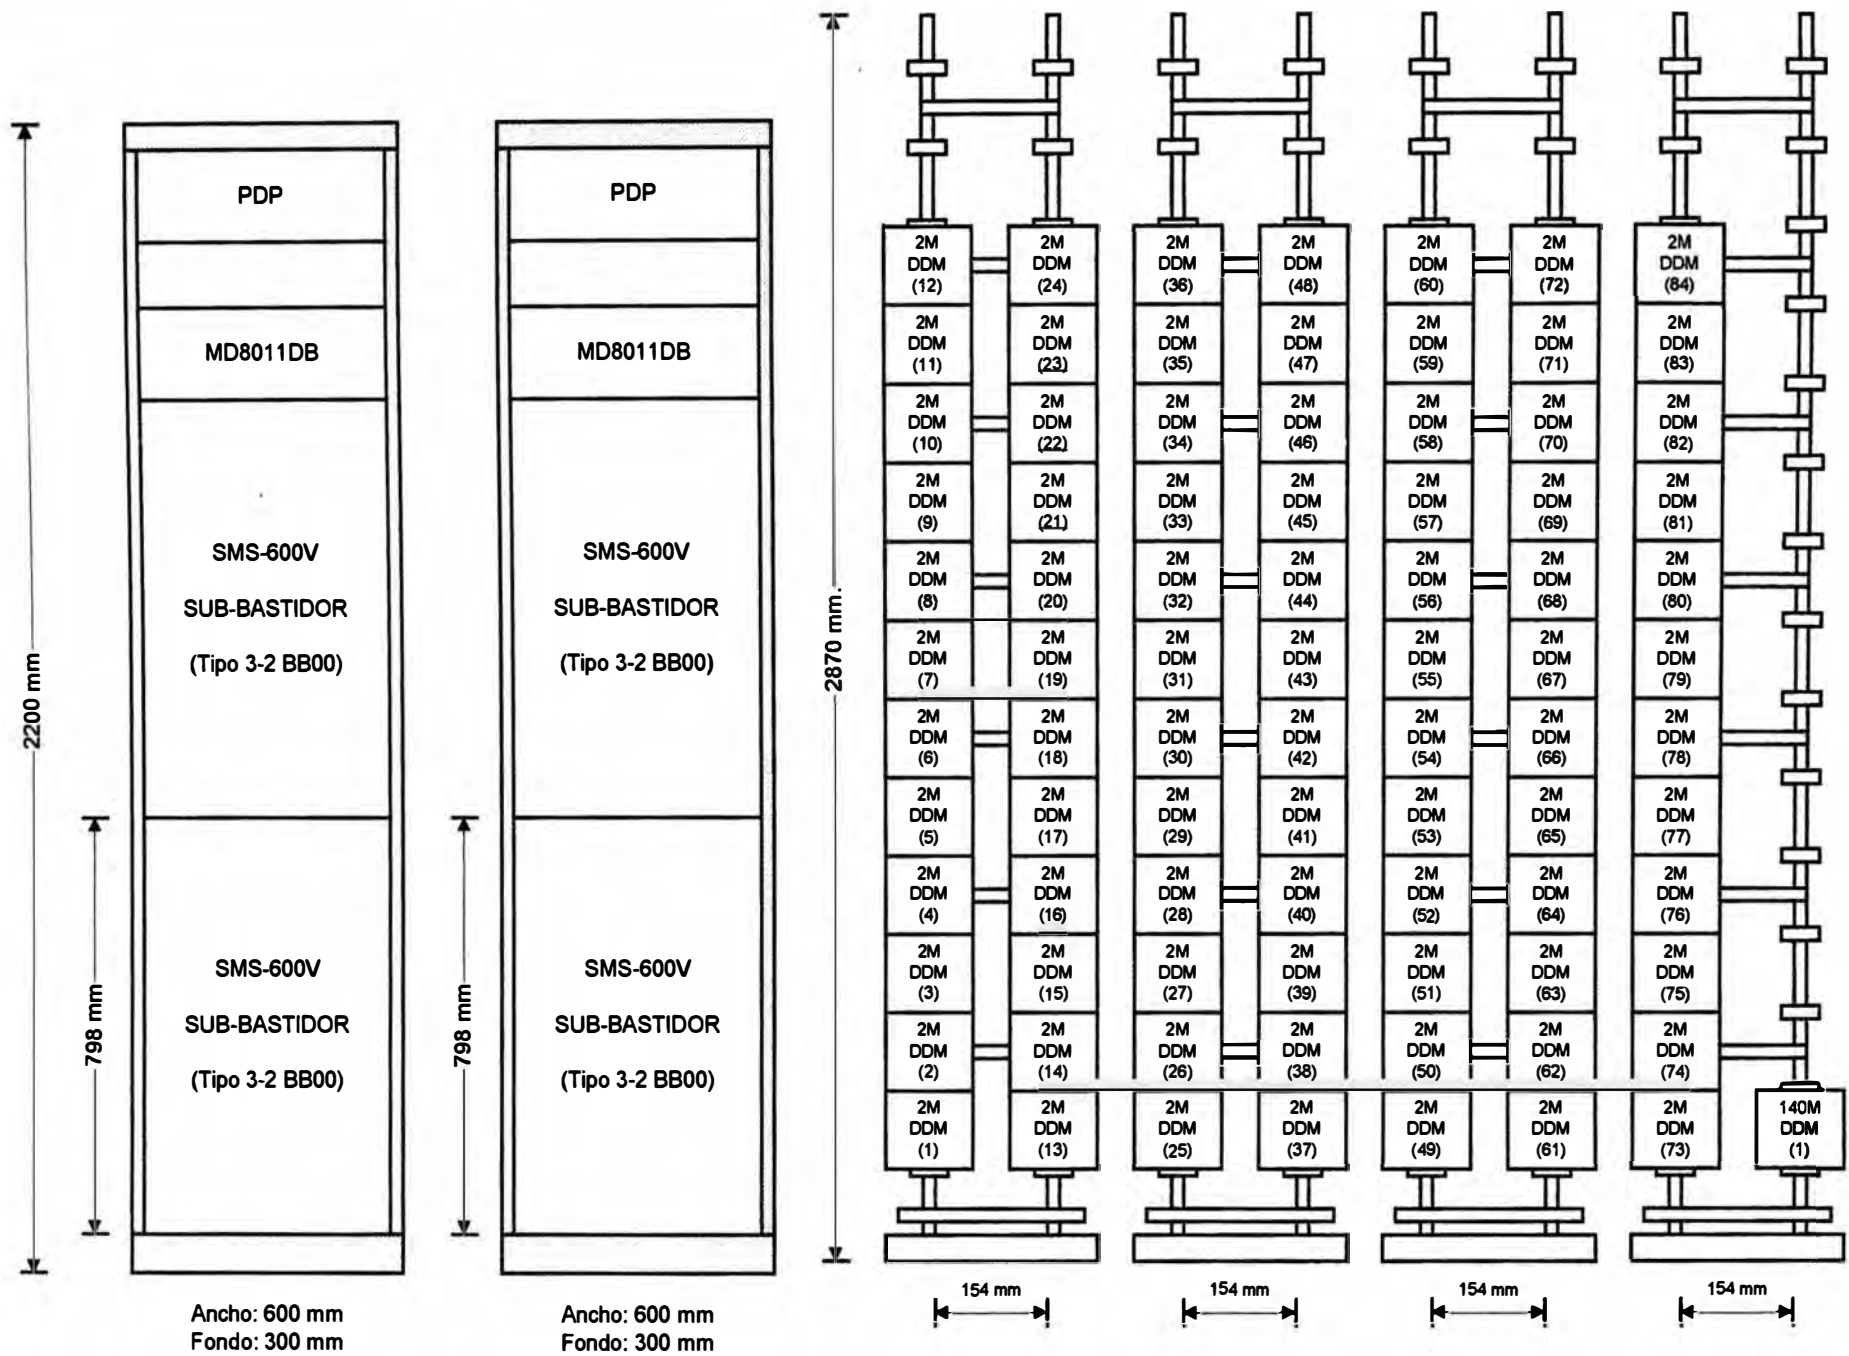 2200 mm
PDP
MD8011DB
SMS-600V
SUB-BASTIDOR
(Tipo 3-2 BB00)
798 mm
SMS-600V
SUB-BASTIDOR
(Tipo 3-2 BB00)
Ancho: 600 mm
Fondo: 300 mm
PDP
MD8011DB
SMS-600V
SUB-BASTIDOR
(Tipo 3-2 BB00)
798 mm
SMS-600V
SUB-BASTIDOR
(Tipo 3-2 BB00)
Ancho: 600 mm
Fondo: 300 mm
2870 mm.
2M 2M 2M 2M 2M 2M 2M
DDM DDM DDM DDM DDM DDM DDM
(12) (24) (36) (48) (60) (72) (84)
2M 2M 2M 2M 2M 2M 2M
DDM DDM DDM DDM DDM DDM DDM
(11) (23) (35) (47) (59) (71) (83)
2M 2M 2M 2M 2M 2M 2M
DDM DDM DDM DDM DDM DDM DDM
(10) (22) (34) (46) (58) (70) (82)
2M 2M 2M 2M 2M 2M 2M
DDM DDM DDM DDM DDM DDM DDM
(9) (21) (33) (45) (57) (69) (81)
2M 2M 2M 2M 2M 2M 2M
DDM DDM DDM DDM DDM DDM DDM
(8) (20) (32) (44) (56) (68) (80)
2M 2M 2M 2M 2M 2M 2M
DDM DDM DDM DDM DDM DDM DDM
(7) (19) (31) (43) (55) (67) (79)
2M 2M 2M 2M 2M 2M 2M
DDM DDM DDM DDM DDM DDM DDM
(6) (18) (30) (42) (54) (66) (78)
2M 2M 2M 2M 2M 2M 2M
DDM DDM DDM DDM DDM DDM DDM
(5) (17) (29) (41) (53) (65) (77)
2M 2M 2M 2M 2M 2M 2M
DDM DDM DDM DDM DDM DDM DDM
(4) (16) (28) (40) (52) (64) (76)
2M 2M 2M 2M 2M 2M 2M
DDM DDM DDM DDM DDM DDM DDM
(3) (15) (27) (39) (51) (63) (75)
2M 2M 2M 2M 2M 2M 2M
DDM DDM DDM DDM DDM DDM DDM
(2) (14) (26) (38) (50) (62) (74)
2M 2M 2M 2M 2M 2M 2M 140M
DDM DDM DDM DDM DDM DDM DDM DDM
(1) (13) (25) (37) (49) (61) (73) (1)
154 mm 154 mm 154 mm 154 mm